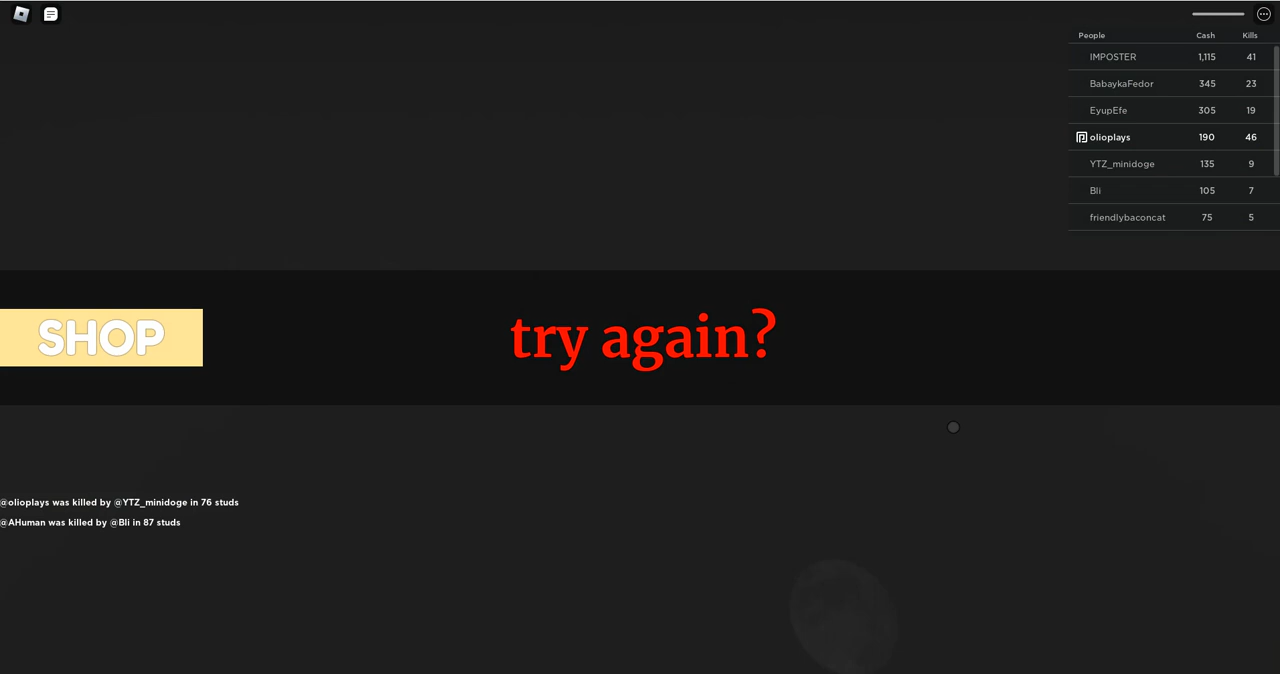 People Cash Kills
IMPOSTER 1,115 41
BabaykaFedor 345 23
EyupEfe 305 19
olioplays 190 46
YTZ_minidoge 135 9
Bli 105 7
friendlybaconcat 75 5
SHOP
try again?
@olioplays was killed by @YTZ_minidoge in 76 studs
@AHuman was killed by @Bli in 87 studs